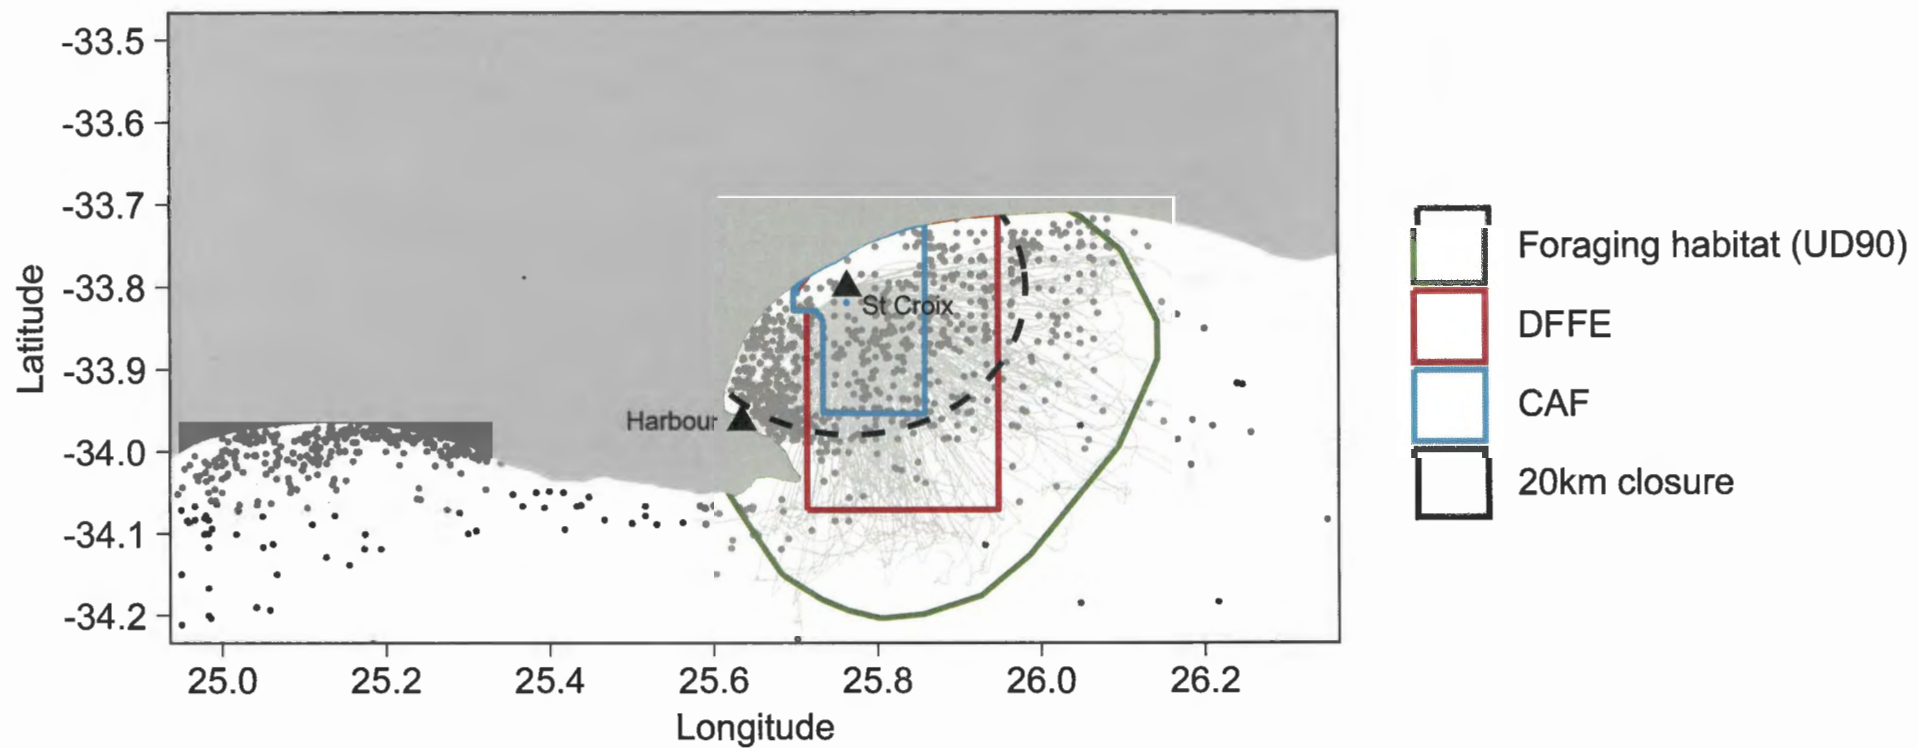 -33.5
-33.6
-33.7
-33.8
-33.9
-34.0
-34.1
-34.2
Latitude
St Croix
Harbour
25.0 25.2 25.4 25.6 25.8 26.0 26.2
Longitude
Foraging habitat (UD90)
DFFE
CAF
20km closure